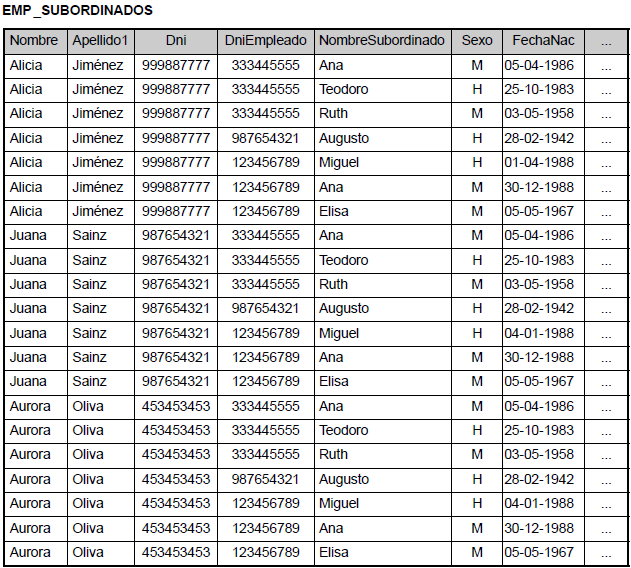 EMP_SUBORDINADOS
Nombre Apellido1 Dni DniEmpleado NombreSubordinado Sexo FechaNac ...
Alicia Jiménez 999887777 333445555 Ana M 05-04-1986 ...
Alicia Jiménez 999887777 333445555 Teodoro H 25-10-1983 ...
Alicia Jiménez 999887777 333445555 Ruth M 03-05-1958 ...
Alicia Jiménez 999887777 987654321 Augusto H 28-02-1942 ...
Alicia Jiménez 999887777 123456789 Miguel H 01-04-1988 ...
Alicia Jiménez 999887777 123456789 Ana M 30-12-1988 ...
Alicia Jiménez 999887777 123456789 Elisa M 05-05-1967 ...
Juana Sainz 987654321 333445555 Ana M 05-04-1986 ...
Juana Sainz 987654321 333445555 Teodoro H 25-10-1983 ...
Juana Sainz 987654321 333445555 Ruth M 03-05-1958 ...
Juana Sainz 987654321 987654321 Augusto H 28-02-1942 ...
Juana Sainz 987654321 123456789 Miguel H 04-01-1988 ...
Juana Sainz 987654321 123456789 Ana M 30-12-1988 ...
Juana Sainz 987654321 123456789 Elisa M 05-05-1967 ...
Aurora Oliva 453453453 333445555 Ana M 05-04-1986 ...
Aurora Oliva 453453453 333445555 Teodoro H 25-10-1983 ...
Aurora Oliva 453453453 333445555 Ruth M 03-05-1958 ...
Aurora Oliva 453453453 987654321 Augusto H 28-02-1942 ...
Aurora Oliva 453453453 123456789 Miguel H 04-01-1988 ...
Aurora Oliva 453453453 123456789 Ana M 30-12-1988 ...
Aurora Oliva 453453453 123456789 Elisa M 05-05-1967 ...